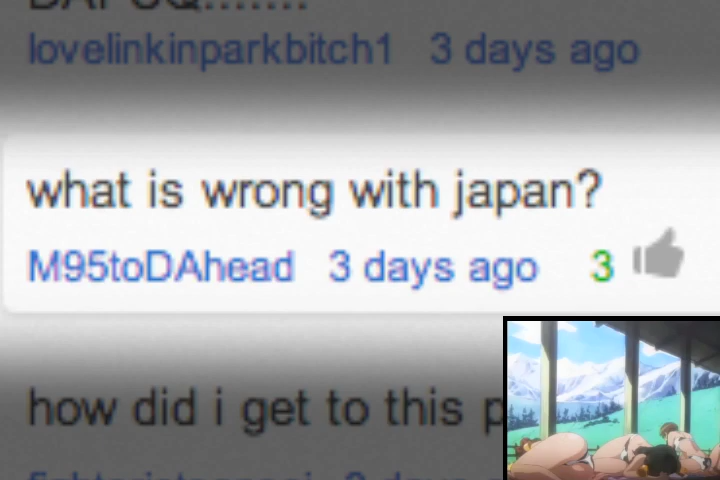 lovelinkinparkbitch1 3 days ago
what is wrong with japan?
M95toDAhead 3 days ago 3
how did i get to this